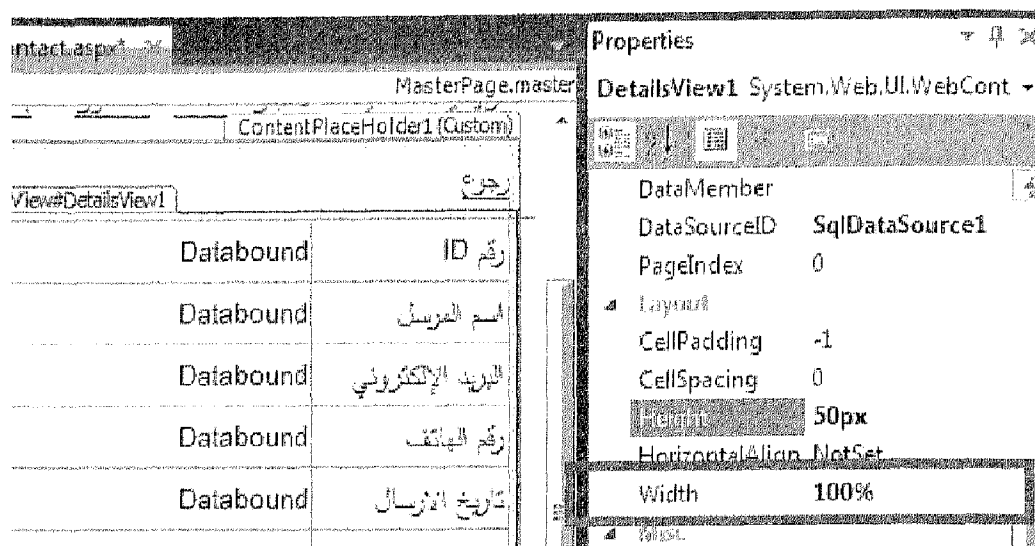 ntact.aspx*
MasterPage.master
ContentPlaceHolder1 (Custom)
رجوع
View#DetailsView1
رقم ID
Databound
اسم المرسل
Databound
البريد الإلكتروني
Databound
رقم الهاتف
Databound
تاريخ الارسال
Databound
Properties
DetailsView1 System.Web.UI.WebCont
DataMember
DataSourceID SqlDataSource1
PageIndex 0
Layout
CellPadding -1
CellSpacing 0
Height 50px
HorizontalAlign NotSet
Width 100%
Misc